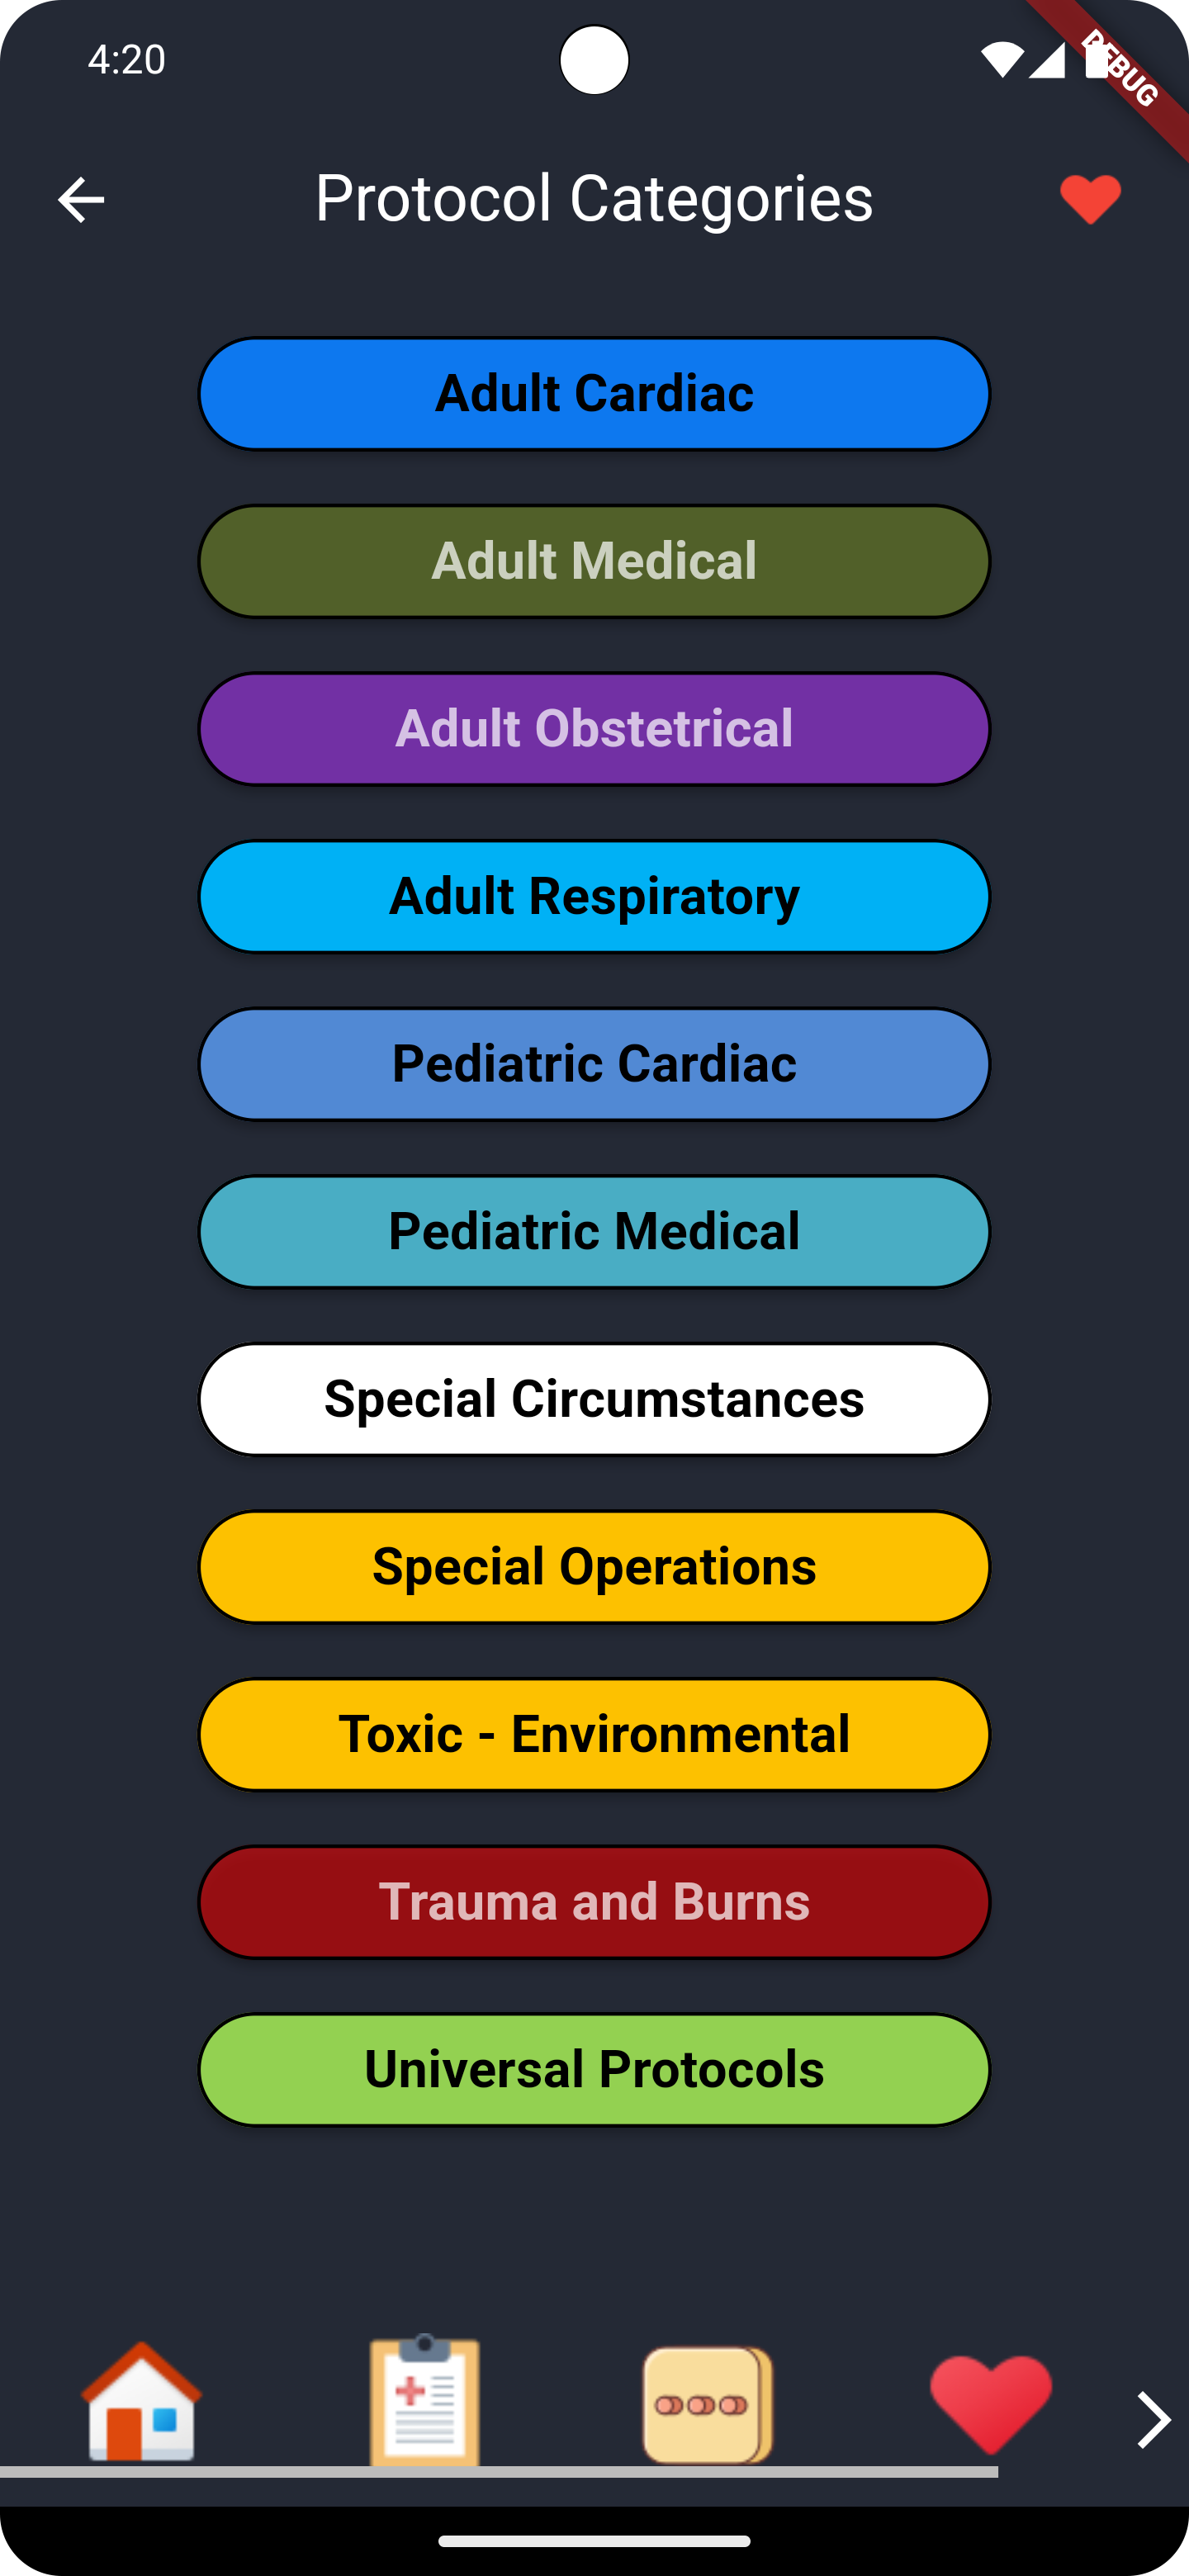 4:20
DEBUG
Protocol Categories
Adult Cardiac
Adult Medical
Adult Obstetrical
Adult Respiratory
Pediatric Cardiac
Pediatric Medical
Special Circumstances
Special Operations
Toxic - Environmental
Trauma and Burns
Universal Protocols